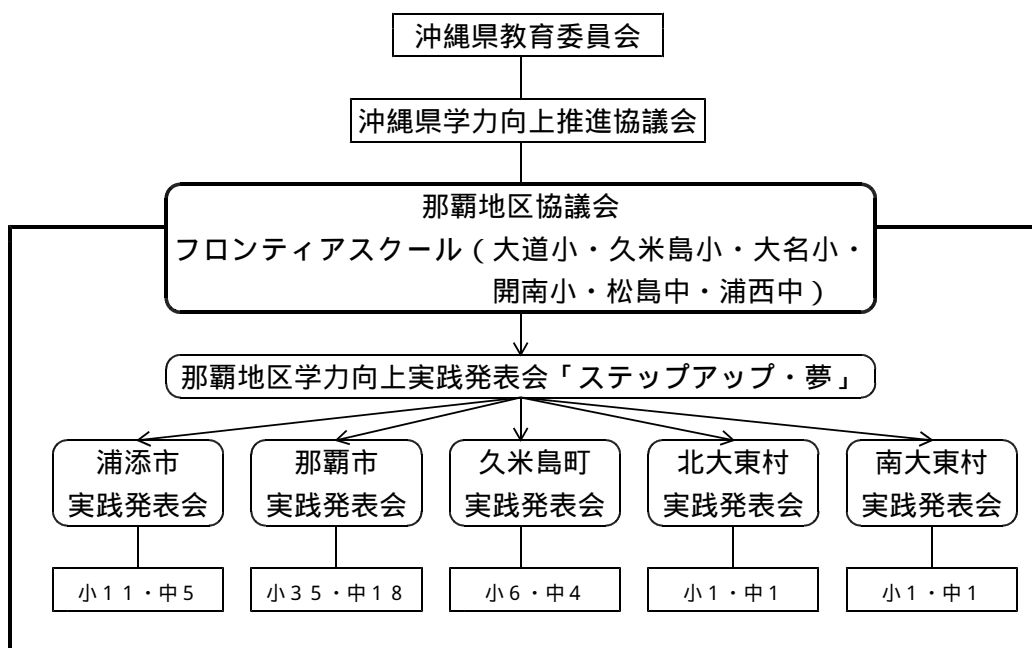 沖縄県教育委員会
沖縄県学力向上推進協議会
那覇地区協議会
フロンティアスクール(大道小・久米島小・大名小・
開南小・松島中・浦西中)
那覇地区学力向上実践発表会「ステップアップ・夢」
浦添市
実践発表会
那覇市
実践発表会
久米島町
実践発表会
北大東村
実践発表会
南大東村
実践発表会
小11・中5
小35・中18
小6・中4
小1・中1
小1・中1